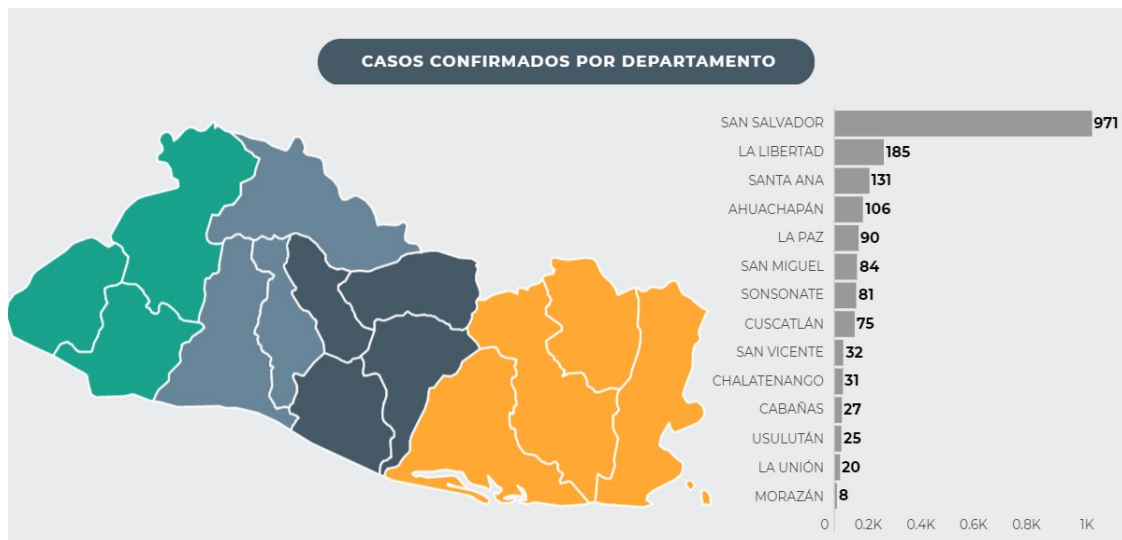 CASOS CONFIRMADOS POR DEPARTAMENTO
SAN SALVADOR 971
LA LIBERTAD 185
SANTA ANA 131
AHUACHAPÁN 106
LA PAZ 90
SAN MIGUEL 84
SONSONATE 81
CUSCATLÁN 75
SAN VICENTE 32
CHALATENANGO 31
CABAÑAS 27
USULUTÁN 25
LA UNIÓN 20
MORAZÁN 8
0 0.2K 0.4K 0.6K 0.8K 1K